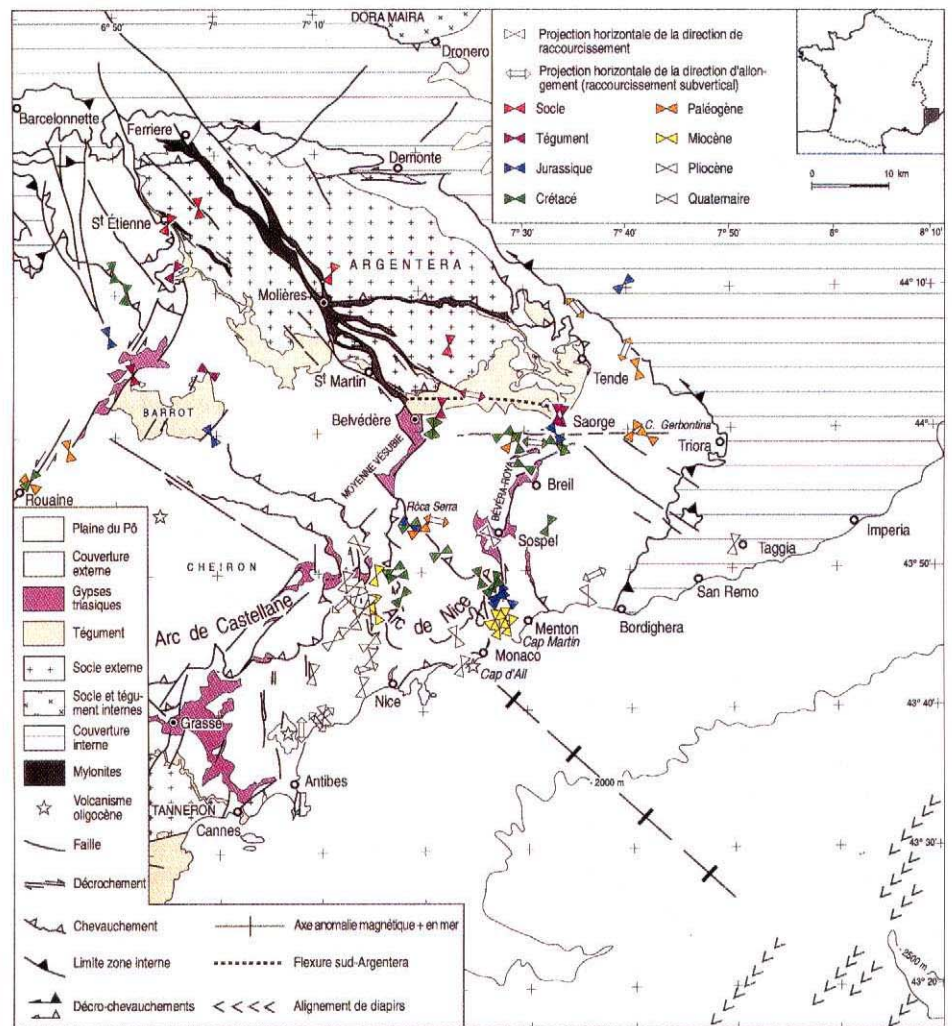 6° 50'
7°
7° 10'
DORA MAIRA
Dronero
Barcelonnette
Ferriere
Demonte
St Étienne
ARGENTERA
Molières
St Martin
Belvédère
BARROT
Rouaine
MOYENNE VÉSUBIE
Tende
Saorge
C. Gerbontina
Triora
BÉVÉRA-ROYA
Breil
Ròca Serra
Sospel
Taggia
Imperia
San Remo
Bordighera
Menton
Cap Martin
Monaco
Cap d'Ail
Nice
CHEIRON
Arc de Castellane
Arc de Nice
Grasse
Antibes
TANNERON
Cannes
- 2000 m
- 2500 m
7° 30'
7° 40'
7° 50'
8°
8° 10'
44° 10'
44°
43° 50'
43° 40'
43° 30'
43° 20'
Projection horizontale de la direction de
raccourcissement
Projection horizontale de la direction d'allon-
gement (raccourcissement subvertical)
Socle
Tégument
Jurassique
Crétacé
Paléogène
Miocène
Pliocène
Quaternaire
0 10 km
Plaine du Pô
Couverture
externe
Gypses
triasiques
Tégument
Socle externe
Socle et tégu-
ment internes
Couverture
interne
Mylonites
Volcanisme
oligocène
Faille
Décrochement
Chevauchement
Limite zone interne
Décro-chevauchements
Axe anomalie magnétique + en mer
Flexure sud-Argentera
Alignement de diapirs